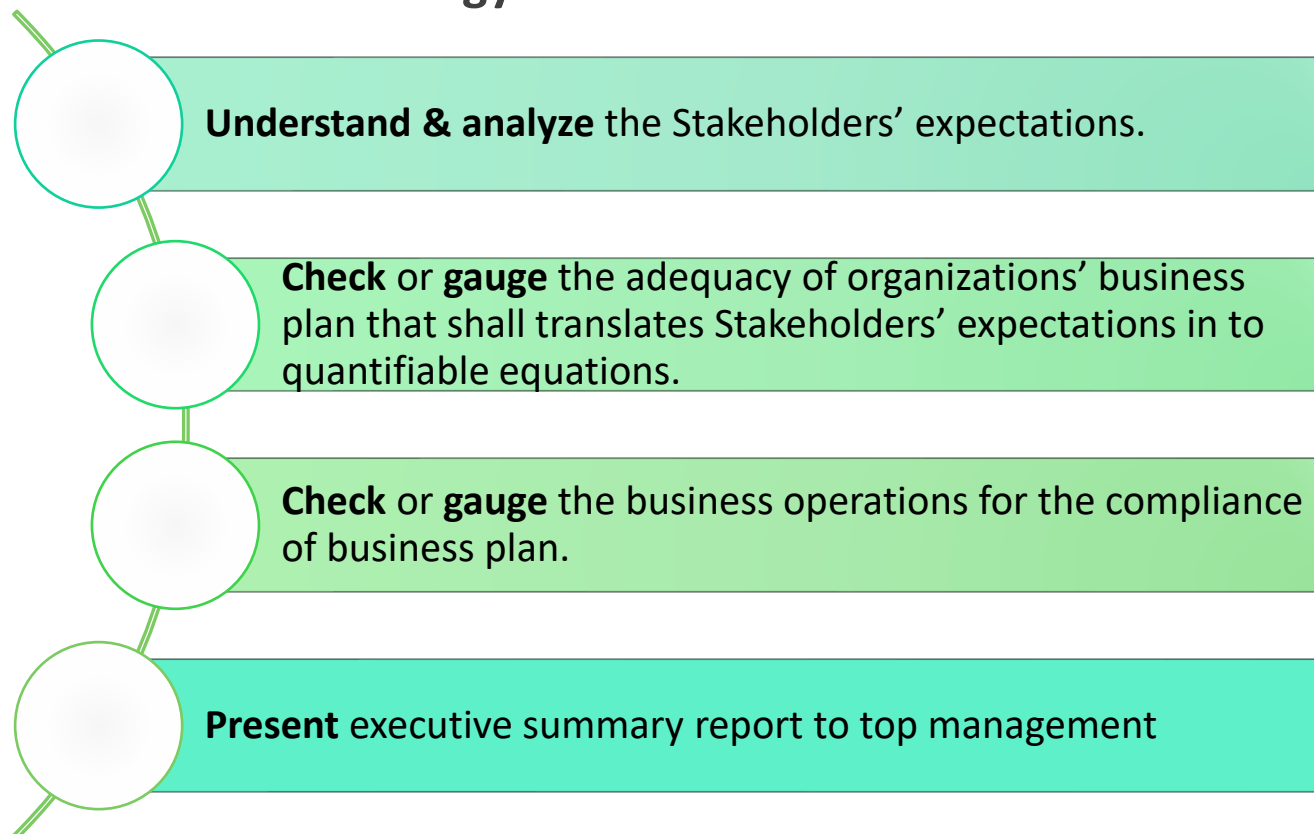 Understand & analyze the Stakeholders’ expectations.
Check or gauge the adequacy of organizations’ business
plan that shall translates Stakeholders’ expectations in to
quantifiable equations.
Check or gauge the business operations for the compliance
of business plan.
Present executive summary report to top management